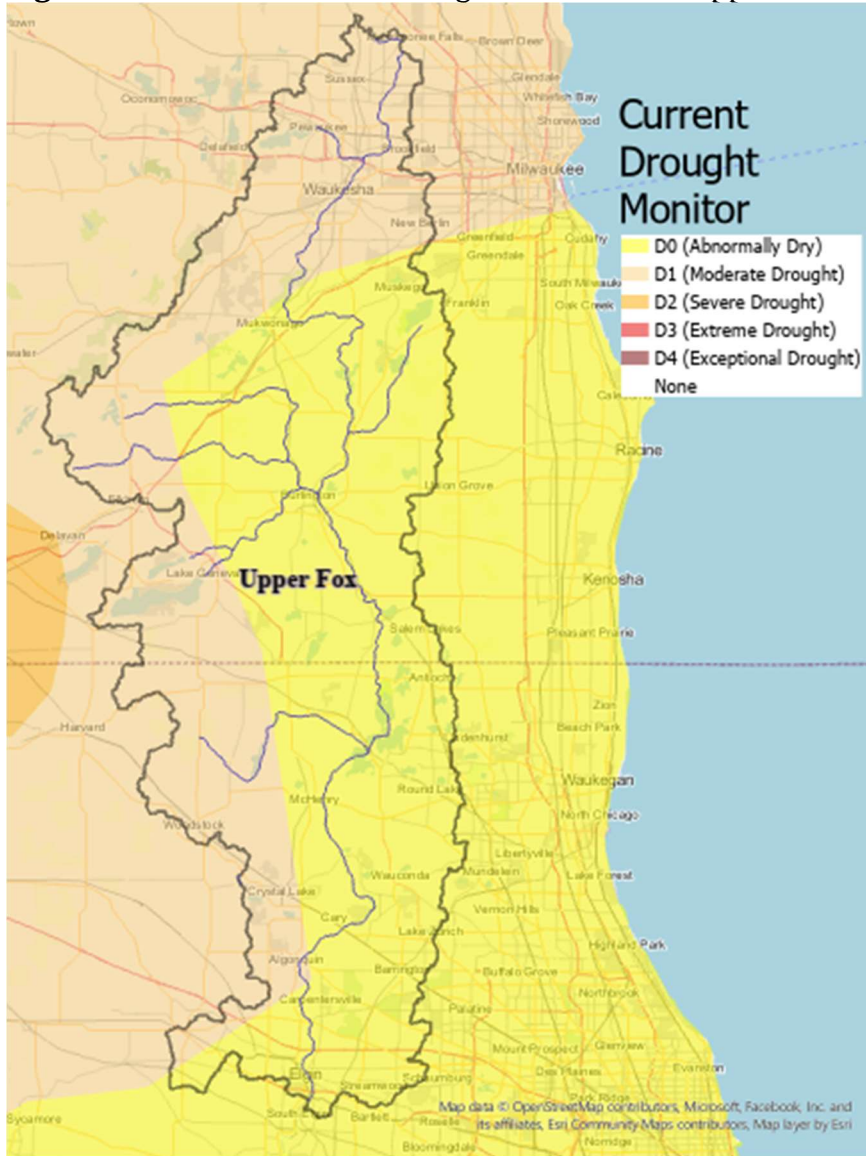 Current
Drought
Monitor
D0 (Abnormally Dry)
D1 (Moderate Drought)
D2 (Severe Drought)
D3 (Extreme Drought)
D4 (Exceptional Drought)
None
Brown Deer
Sussex
Glendale
Oconomowoc
Whitefish Bay
Shorewood
Pewaukee
Delafield
Brookfield
Milwaukee
Waukesha
New Berlin
Greenfield
Cudahy
Greendale
South Milwauk
Muskego
Franklin
Oak Creek
Mukwonago
Racine
Union Grove
Burlington
Delavan
Lake Geneva
Upper Fox
Kenosha
Salem Lakes
Pleasant Prairie
Antioch
Zion
Harvard
Beach Park
Waukegan
McHenry
Round Lake
North Chicago
Woodstock
Libertyville
Wauconda
Mundelein
Lake Forest
Crystal Lake
Vernon Hills
Cary
Lake Zurich
Highland Park
Algonquin
Barrington
Buffalo Grove
Carpentersville
Northbrook
Palatine
Mount Prospect
Glenview
Elgin
Schaumburg
Des Plaines
Evanston
Streamwood
Park Ridge
South Elgin
Bartlett
Roselle
Sycamore
Norridge
Bloomingdale
Map data © OpenStreetMap contributors, Microsoft, Facebook, Inc. and
its affiliates, Esri Community Maps contributors, Map layer by Esri